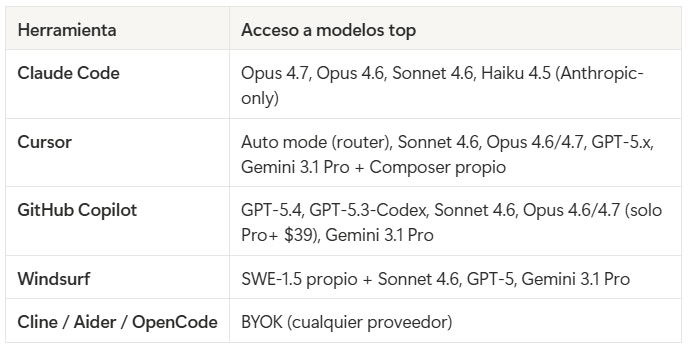 Herramienta Acceso a modelos top
Claude Code Opus 4.7, Opus 4.6, Sonnet 4.6, Haiku 4.5 (Anthropic-
only)
Cursor Auto mode (router), Sonnet 4.6, Opus 4.6/4.7, GPT-5.x,
Gemini 3.1 Pro + Composer propio
GitHub Copilot GPT-5.4, GPT-5.3-Codex, Sonnet 4.6, Opus 4.6/4.7 (solo
Pro+ $39), Gemini 3.1 Pro
Windsurf SWE-1.5 propio + Sonnet 4.6, GPT-5, Gemini 3.1 Pro
Cline / Aider / OpenCode BYOK (cualquier proveedor)